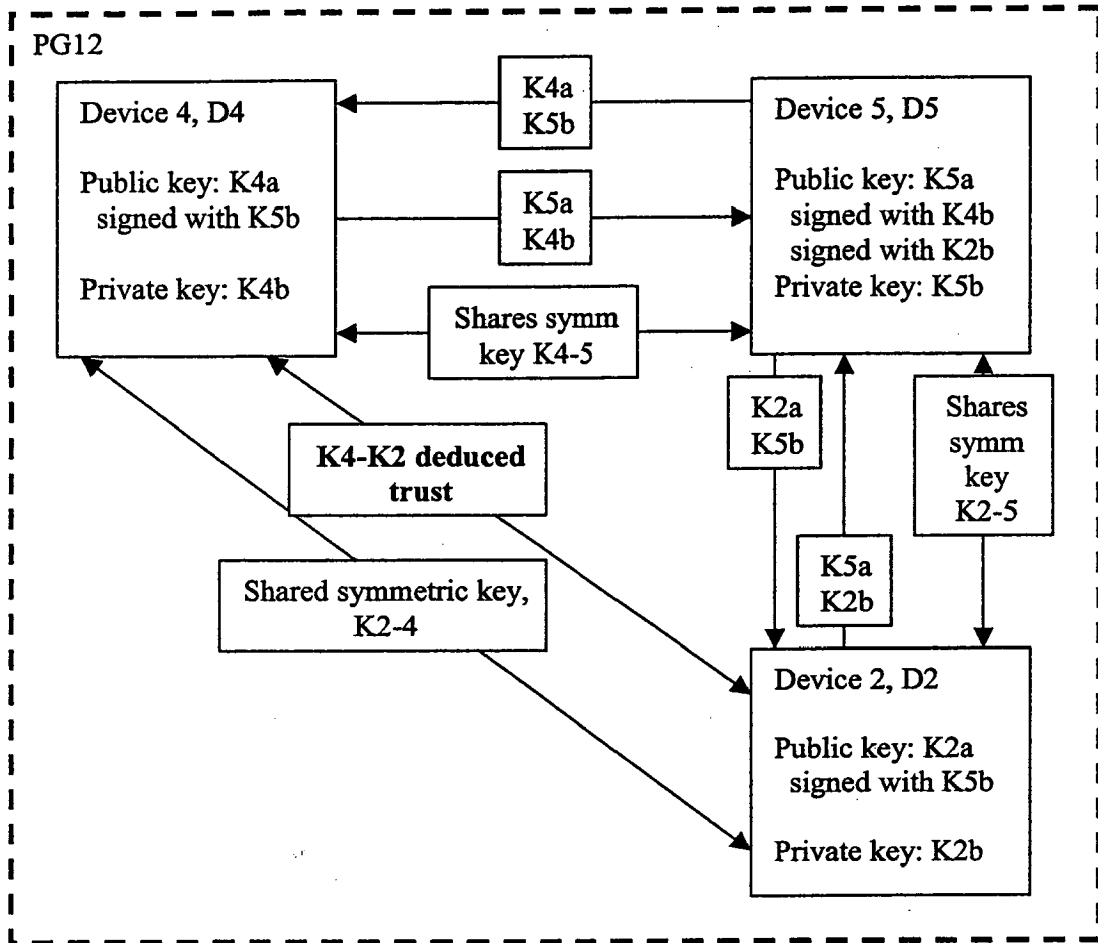 PG12
Device 4, D4
Public key: K4a
signed with K5b
Private key: K4b
K4a
K5b
K5a
K4b
Shares symm
key K4-5
Device 5, D5
Public key: K5a
signed with K4b
signed with K2b
Private key: K5b
K4-K2 deduced
trust
Shared symmetric key,
K2-4
K2a
K5b
K5a
K2b
Shares
symm
key
K2-5
Device 2, D2
Public key: K2a
signed with K5b
Private key: K2b